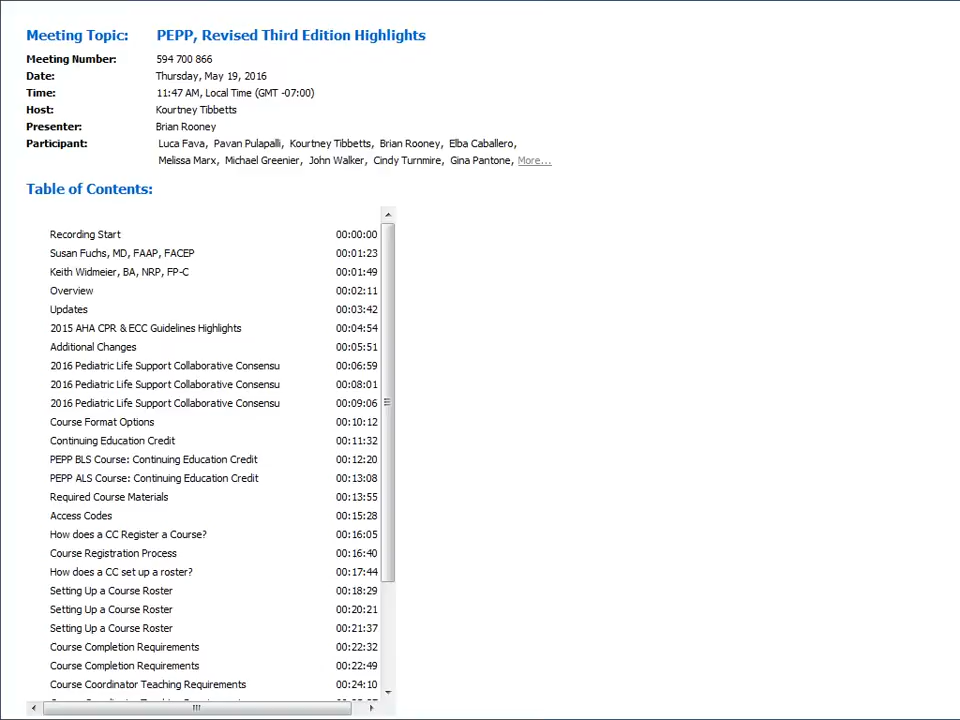 Meeting Topic: PEPP, Revised Third Edition Highlights
Meeting Number: 594 700 866
Date: Thursday, May 19, 2016
Time: 11:47 AM, Local Time (GMT -07:00)
Host: Kourtney Tibbetts
Presenter: Brian Rooney
Participant: Luca Fava, Pavan Pulapalli, Kourtney Tibbetts, Brian Rooney, Elba Caballero,
Melissa Marx, Michael Greenier, John Walker, Cindy Turnmire, Gina Pantone, More...
Table of Contents:
Recording Start 00:00:00
Susan Fuchs, MD, FAAP, FACEP 00:01:23
Keith Widmeier, BA, NRP, FP-C 00:01:49
Overview 00:02:11
Updates 00:03:42
2015 AHA CPR & ECC Guidelines Highlights 00:04:54
Additional Changes 00:05:51
2016 Pediatric Life Support Collaborative Consensu 00:06:59
2016 Pediatric Life Support Collaborative Consensu 00:08:01
2016 Pediatric Life Support Collaborative Consensu 00:09:06
Course Format Options 00:10:12
Continuing Education Credit 00:11:32
PEPP BLS Course: Continuing Education Credit 00:12:20
PEPP ALS Course: Continuing Education Credit 00:13:08
Required Course Materials 00:13:55
Access Codes 00:15:28
How does a CC Register a Course? 00:16:05
Course Registration Process 00:16:40
How does a CC set up a roster? 00:17:44
Setting Up a Course Roster 00:18:29
Setting Up a Course Roster 00:20:21
Setting Up a Course Roster 00:21:37
Course Completion Requirements 00:22:32
Course Completion Requirements 00:22:49
Course Coordinator Teaching Requirements 00:24:10